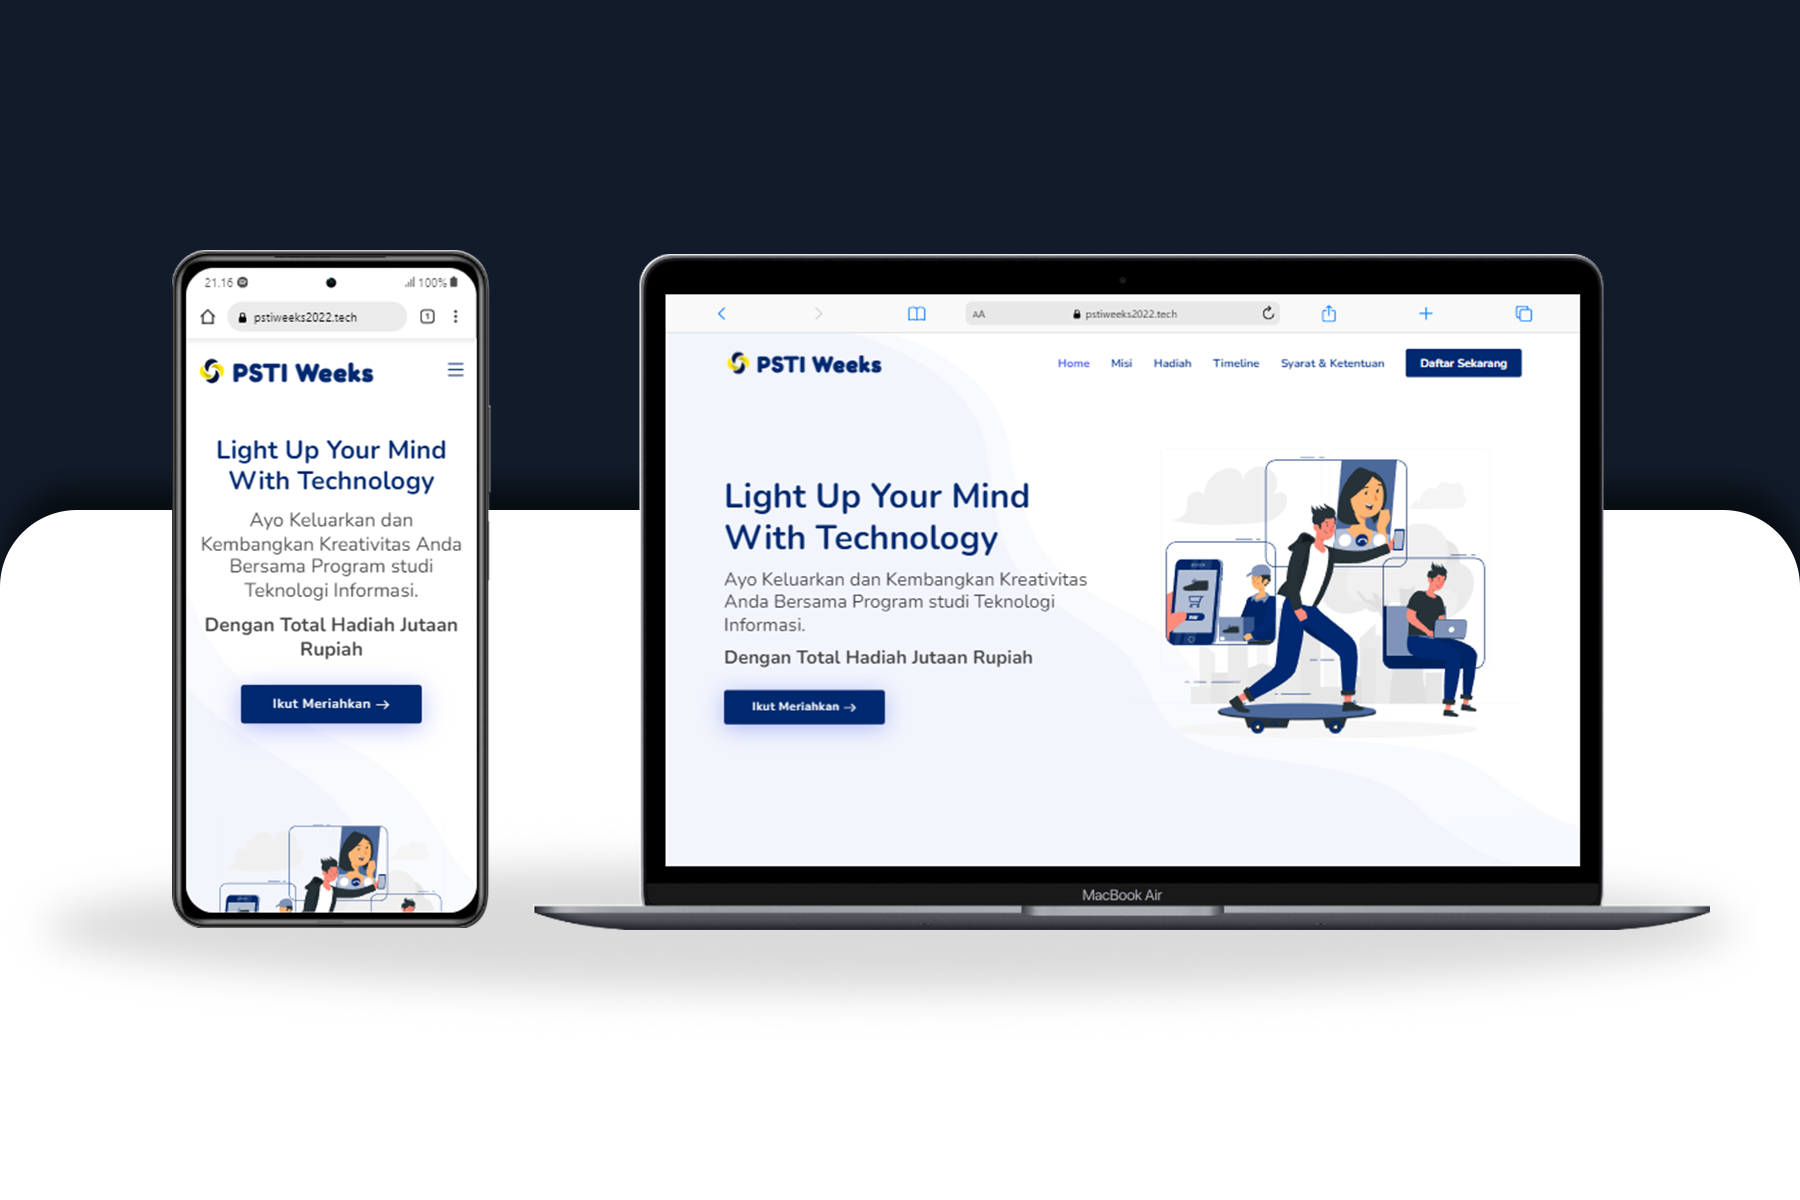 21.16
100%
pstiweeks2022.tech
1
PSTI Weeks
Light Up Your Mind
With Technology
Ayo Keluarkan dan
Kembangkan Kreativitas Anda
Bersama Program studi
Teknologi Informasi.
Dengan Total Hadiah Jutaan
Rupiah
Ikut Meriahkan →
AA
pstiweeks2022.tech
PSTI Weeks
Home Misi Hadiah Timeline Syarat & Ketentuan Daftar Sekarang
Light Up Your Mind
With Technology
Ayo Keluarkan dan Kembangkan Kreativitas
Anda Bersama Program studi Teknologi
Informasi.
Dengan Total Hadiah Jutaan Rupiah
Ikut Meriahkan →
MacBook Air